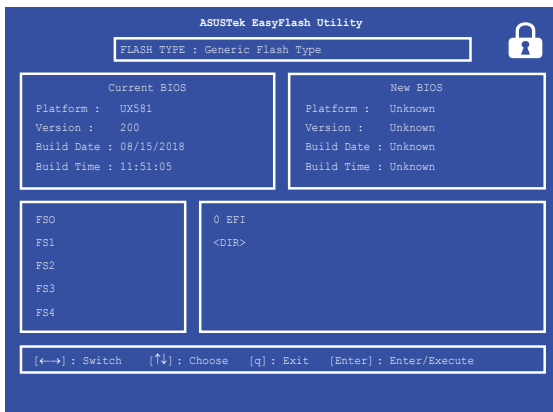 ASUSTek EasyFlash Utility
FLASH TYPE : Generic Flash Type
Current BIOS
Platform : UX581
Version : 200
Build Date : 08/15/2018
Build Time : 11:51:05
New BIOS
Platform : Unknown
Version : Unknown
Build Date : Unknown
Build Time : Unknown
FS0
FS1
FS2
FS3
FS4
0 EFI
<DIR>
[←→] : Switch [↑↓] : Choose [q] : Exit [Enter] : Enter/Execute